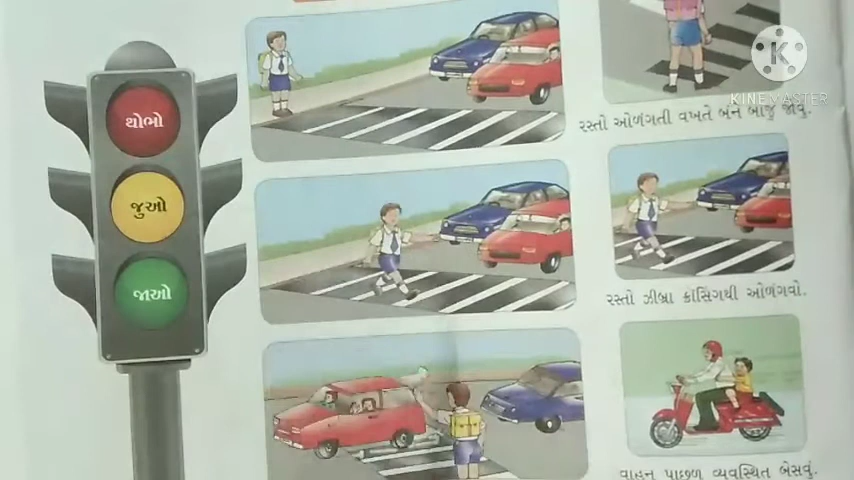 થોભો
જુઓ
જાઓ
K
KINEMASTER
રસ્તો ઓળંગતી વખતે બંને બાજુ જોવું.
રસ્તો ઝીબ્રા ક્રૉસિંગથી ઓળંગવો.
વાહન પાછળ વ્યવસ્થિત બેસવું.